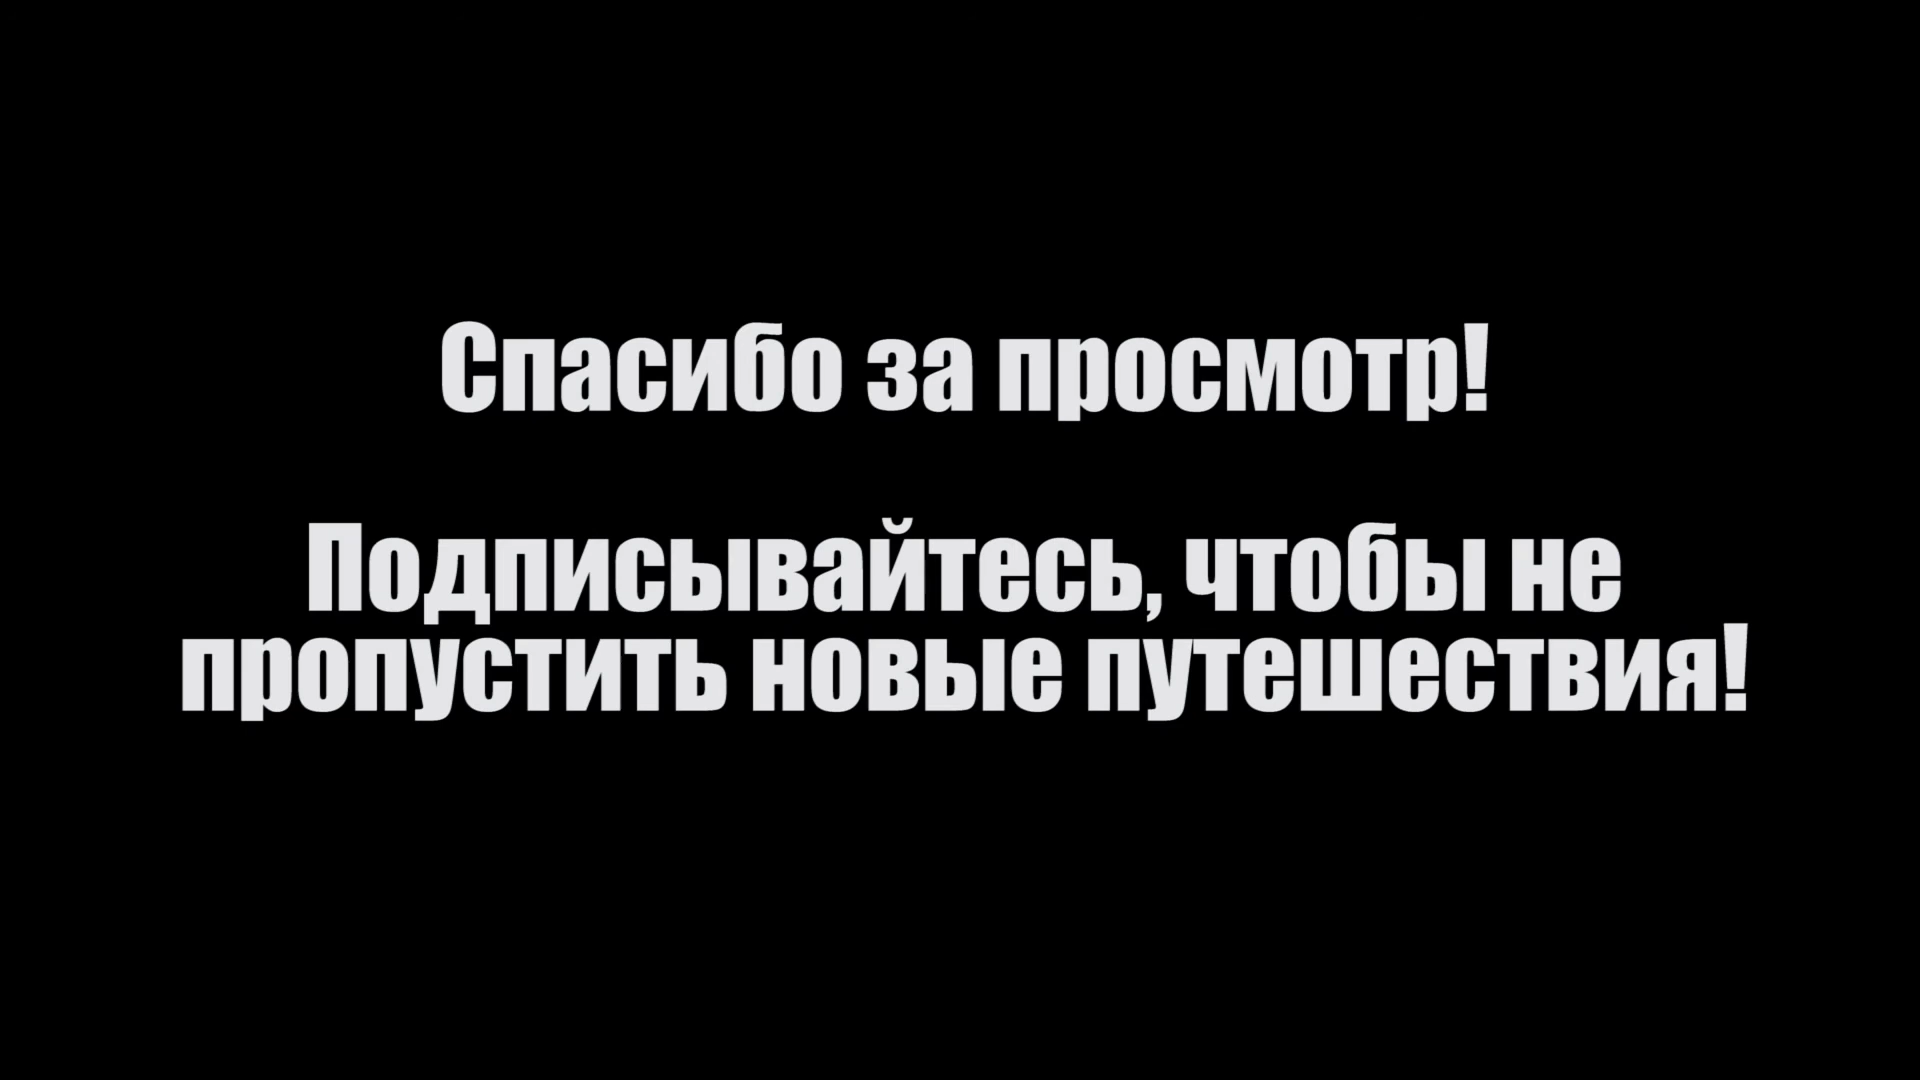 Спасибо за просмотр!
Подписывайтесь, чтобы не
пропустить новые путешествия!